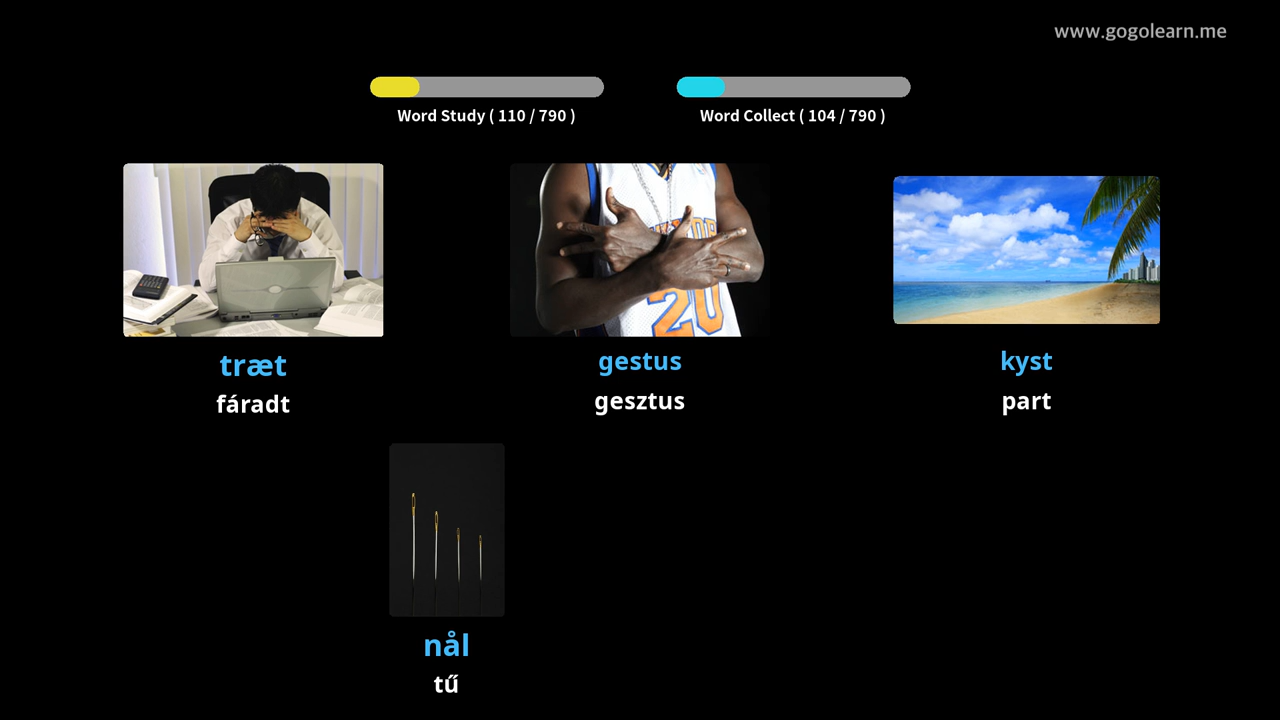 www.gogolearn.me
Word Study ( 110 / 790 )
Word Collect ( 104 / 790 )
20
træt
fáradt
gestus
gesztus
kyst
part
nål
tű